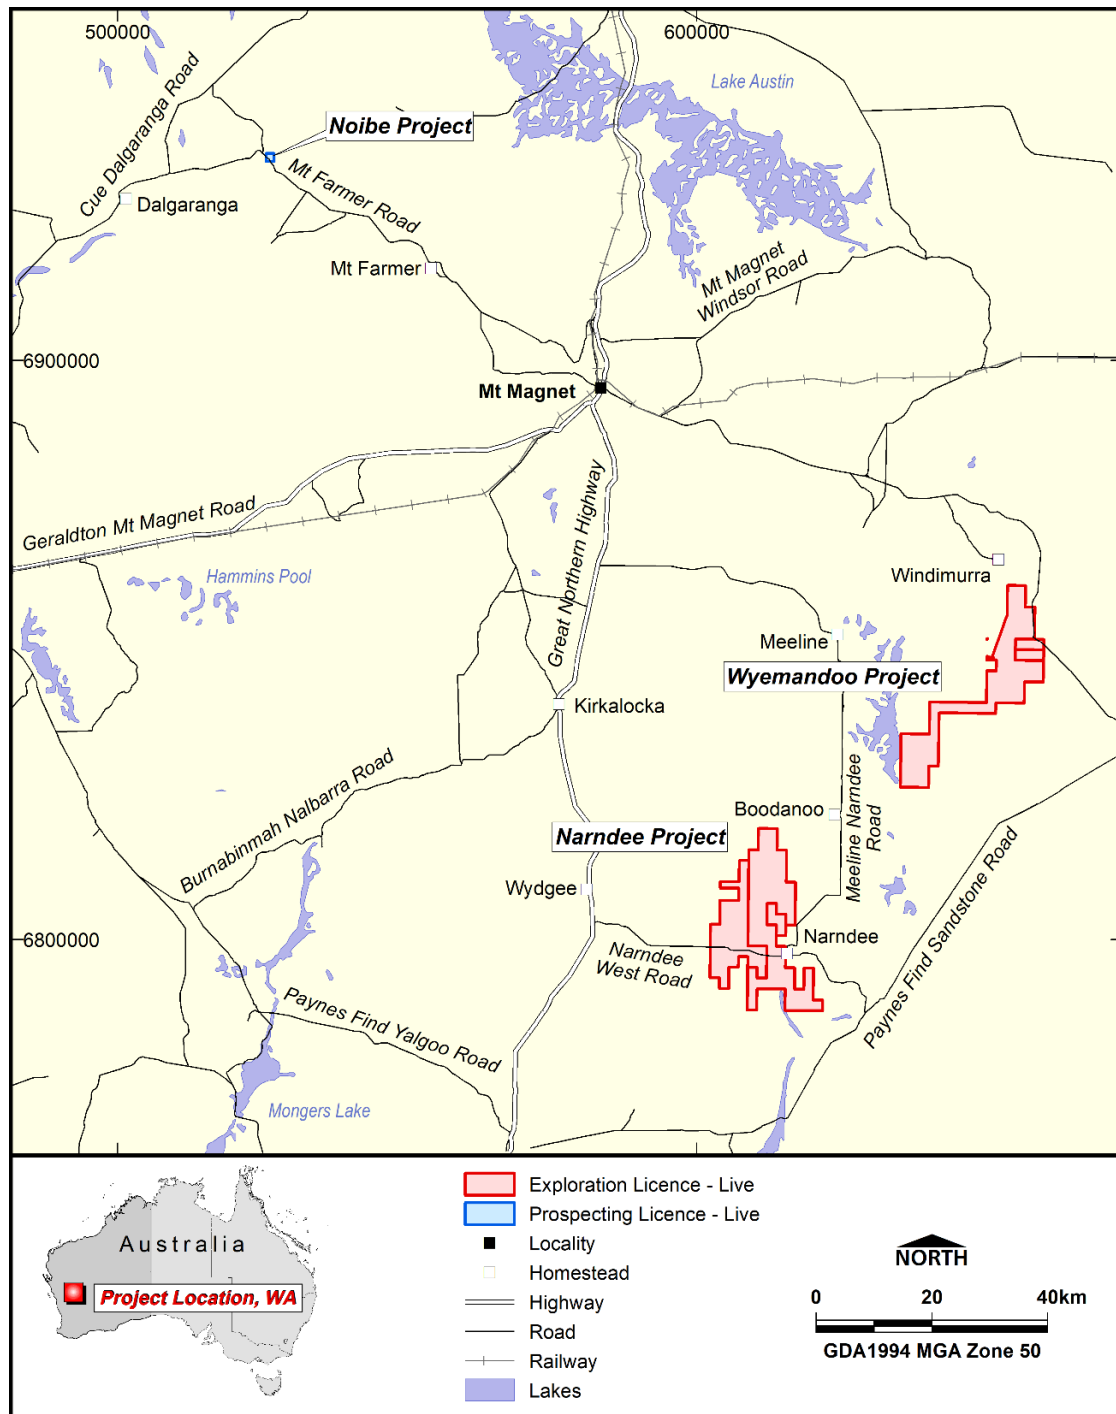 500000
600000
Lake Austin
Cue Dalgaranga Road
Noibe Project
Mt Farmer Road
Dalgaranga
Mt Farmer
Mt Magnet
Windsor Road
6900000
Mt Magnet
Geraldton Mt Magnet Road
Great Northern Highway
Hammins Pool
Windimurra
Meeline
Wyemandoo Project
Kirkalocka
Burnabinmah Nalbarra Road
Boodanoo
Meeline Narndee
Road
Narndee Project
Wydgee
Paynes Find Sandstone Road
6800000
Narndee
Narndee
West Road
Paynes Find Yalgoo Road
Mongers Lake
Australia
Project Location, WA
Exploration Licence - Live
Prospecting Licence - Live
Locality
Homestead
Highway
Road
Railway
Lakes
NORTH
0 20 40km
GDA1994 MGA Zone 50